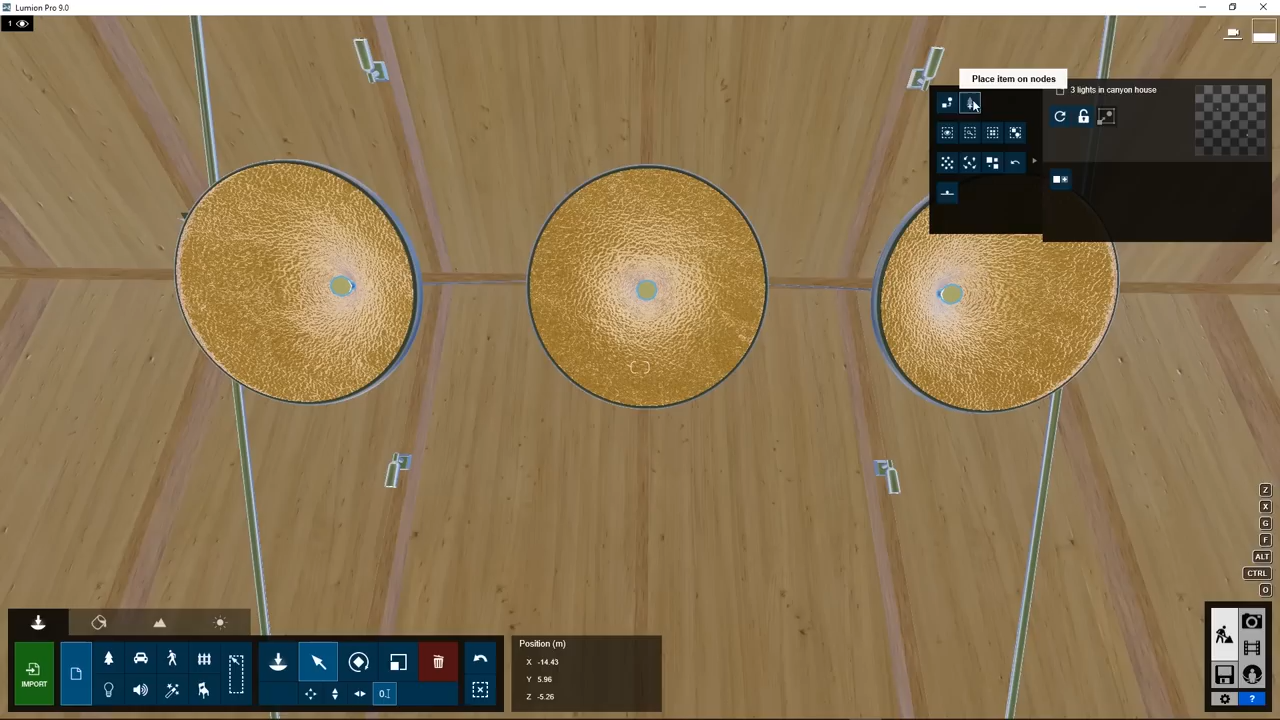 Lumion Pro 9.0
1
Place item on nodes
3 lights in canyon house
Z
X
G
F
ALT
CTRL
O
IMPORT
Position (m)
X -14.43
Y 5.96
Z -5.26
?